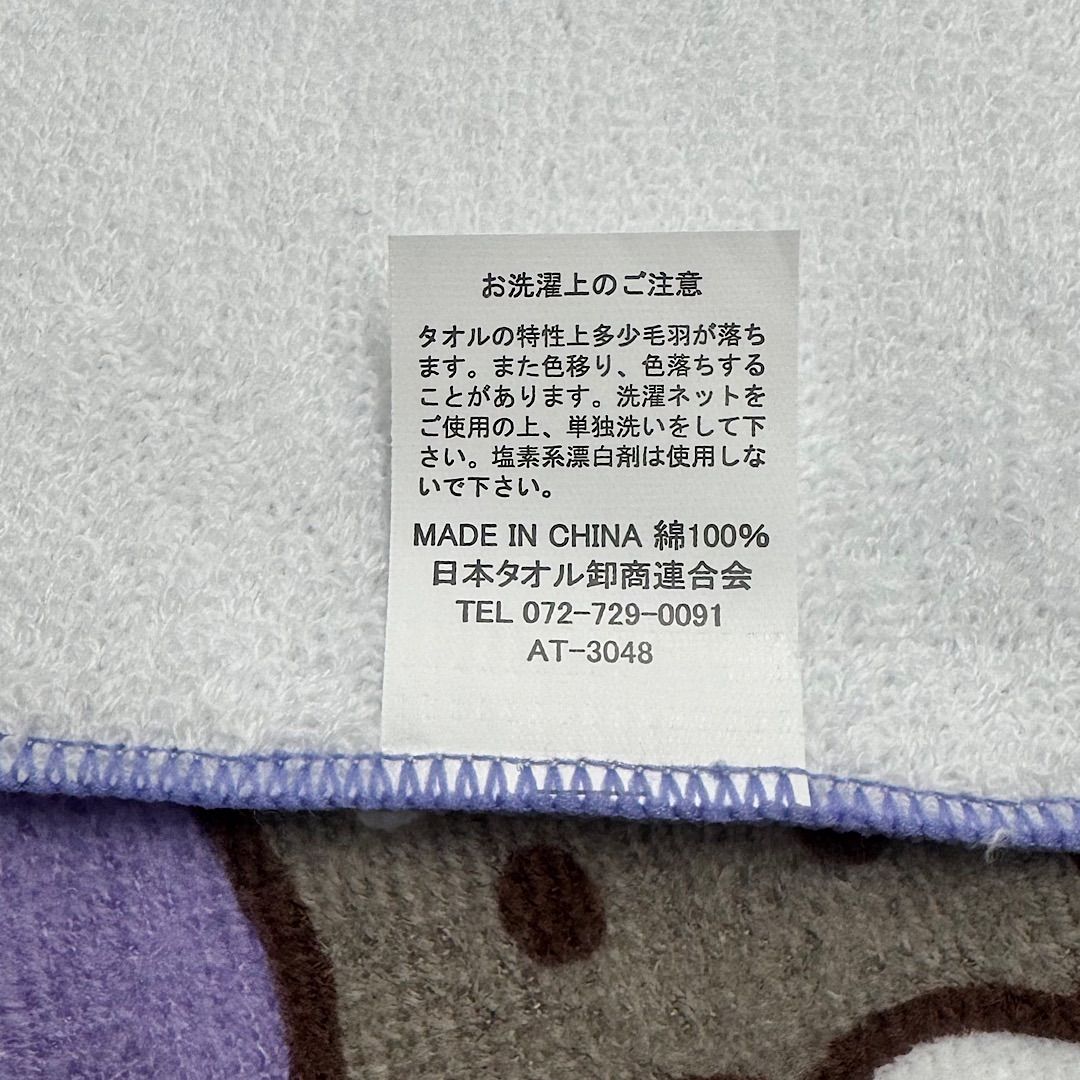 お洗濯上のご注意
タオルの特性上多少毛羽が落ち
ます。また色移り、色落ちする
ことがあります。洗濯ネットを
ご使用の上、単独洗いをして下
さい。塩素系漂白剤は使用しな
いで下さい。
MADE IN CHINA 綿100%
日本タオル卸商連合会
TEL 072-729-0091
AT-3048